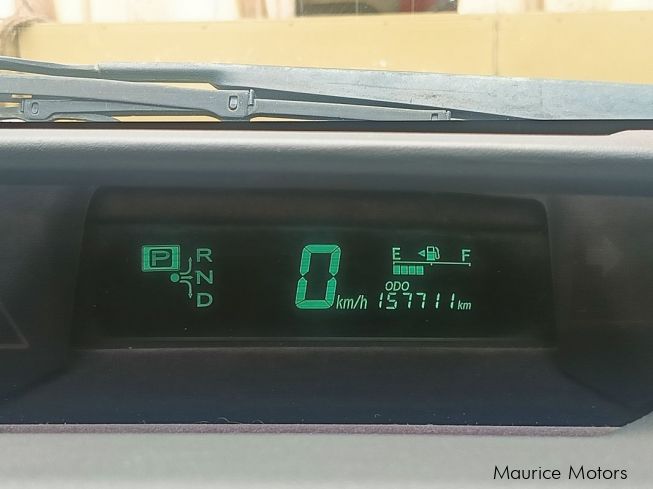 P R
N
D
0 km/h
E F
ODO
157711 km
Maurice Motors